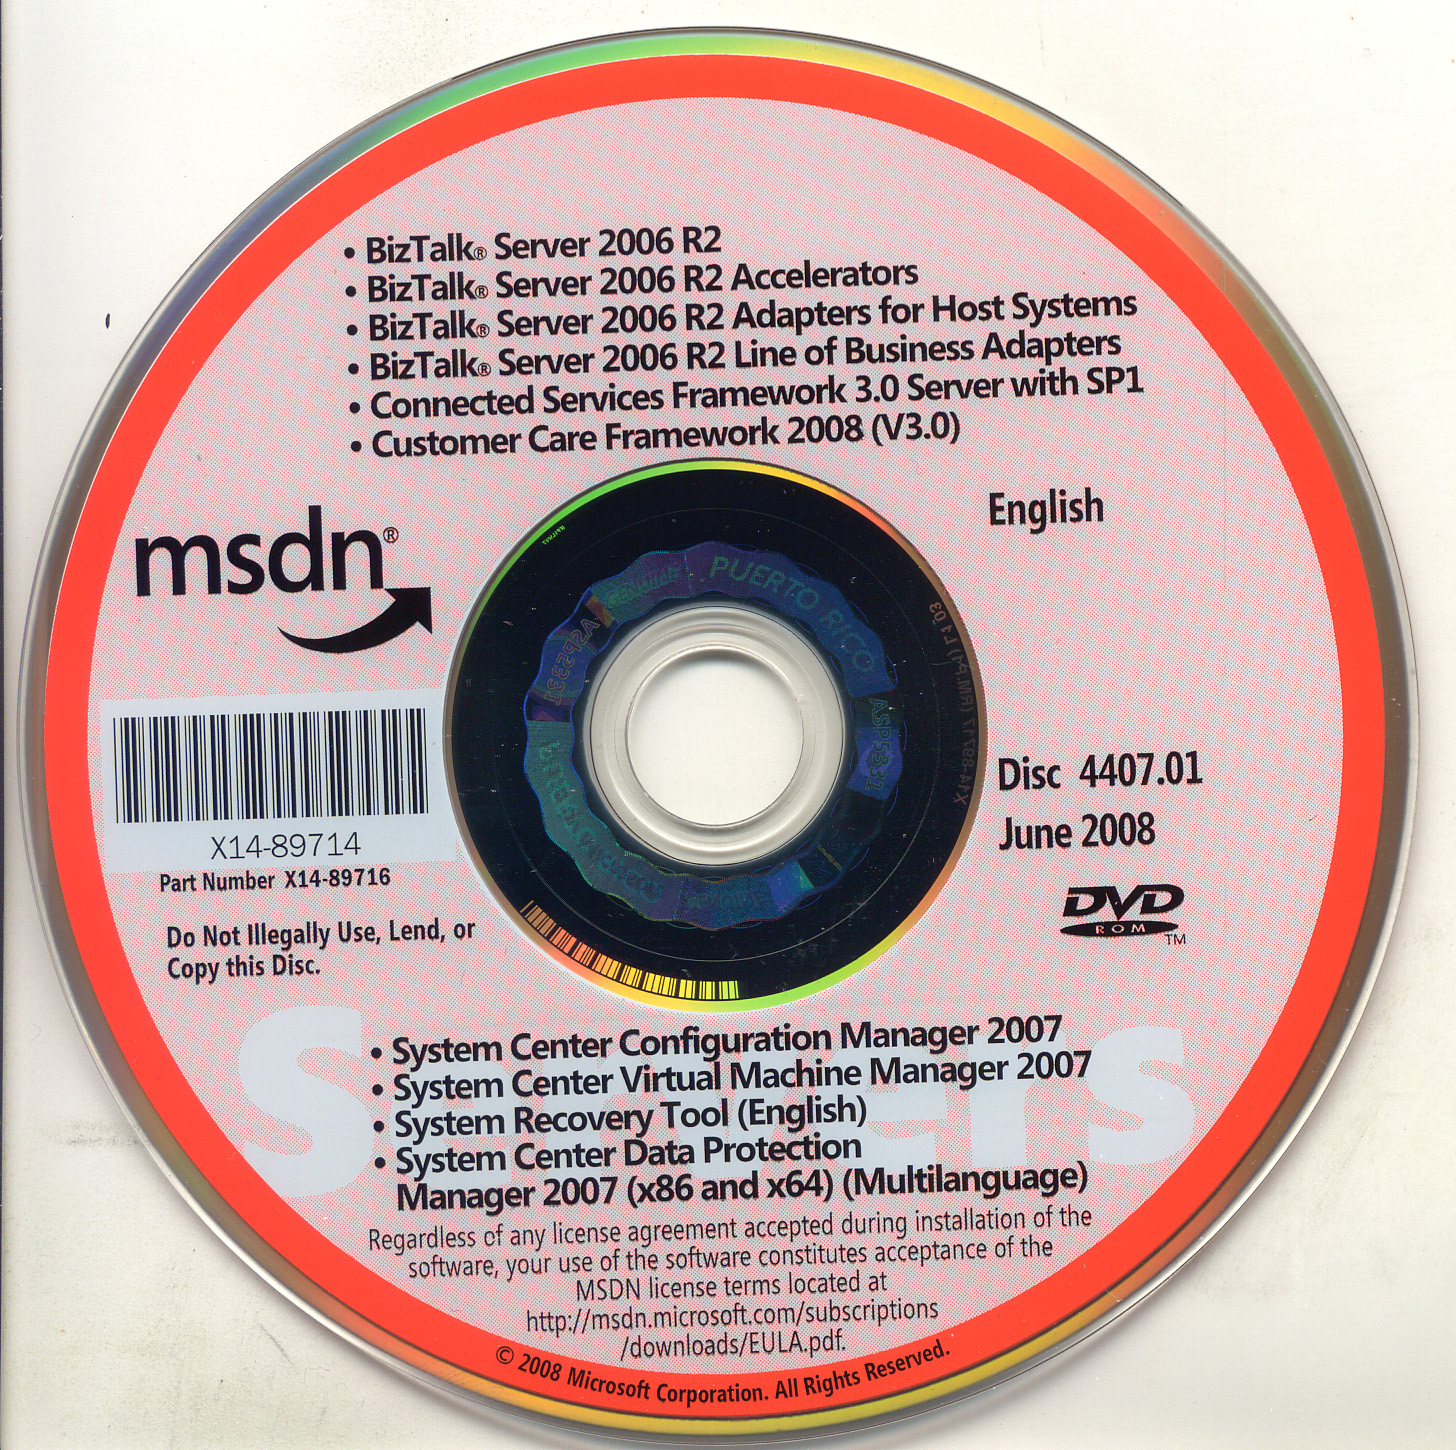 • BizTalk® Server 2006 R2
• BizTalk® Server 2006 R2 Accelerators
• BizTalk® Server 2006 R2 Adapters for Host Systems
• BizTalk® Server 2006 R2 Line of Business Adapters
• Connected Services Framework 3.0 Server with SP1
• Customer Care Framework 2008 (V3.0)
English
msdn®
PUERTO RICO
Disc 4407.01
June 2008
DVD
ROM
TM
X14-89714
Part Number X14-89716
Do Not Illegally Use, Lend, or
Copy this Disc.
Servers
• System Center Configuration Manager 2007
• System Center Virtual Machine Manager 2007
• System Recovery Tool (English)
• System Center Data Protection
Manager 2007 (x86 and x64) (Multilanguage)
Regardless of any license agreement accepted during installation of the
software, your use of the software constitutes acceptance of the
MSDN license terms located at
http://msdn.microsoft.com/subscriptions
/downloads/EULA.pdf.
© 2008 Microsoft Corporation. All Rights Reserved.